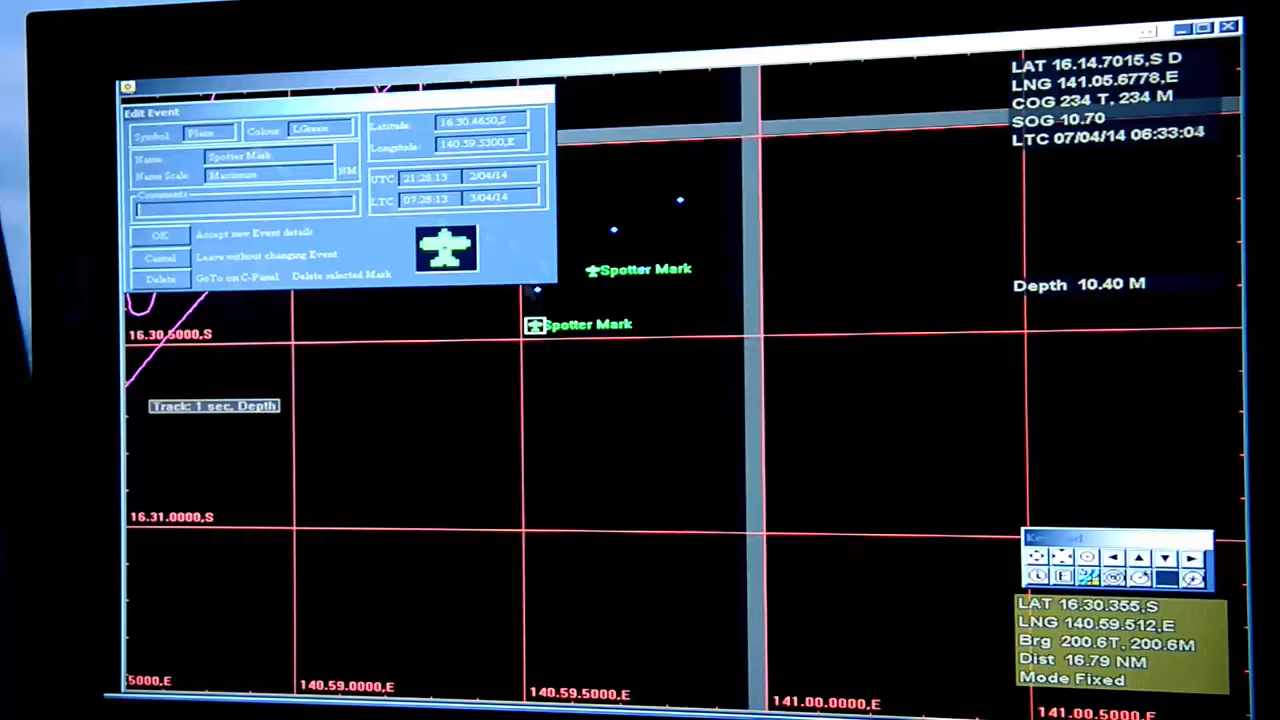 Edit Event
Symbol: Plane Colour: LGreen
Name: Spotter Mark
Name Scale: Maximum NM
Comments
Latitude: 16.30.4650,S
Longitude: 140.59.5300,E
UTC 21:28:13 2/04/14
LTC 07:28:13 3/04/14
OK Accept new Event details
Cancel Leave without changing Event
Delete GoTo on C-Panel Delete selected Mark
LAT 16.14.7015,S D
LNG 141.05.6778,E
COG 234 T, 234 M
SOG 10.70
LTC 07/04/14 06:33:04
Spotter Mark
Depth 10.40 M
Spotter Mark
16.30.5000,S
Track: 1 sec, Depth
16.31.0000,S
LAT 16.30.355,S
LNG 140.59.512,E
Brg 200.6T, 200.6M
Dist 16.79 NM
Mode Fixed
5000,E
140.59.0000,E
140.59.5000,E
141.00.0000,E
141.00.5000,E